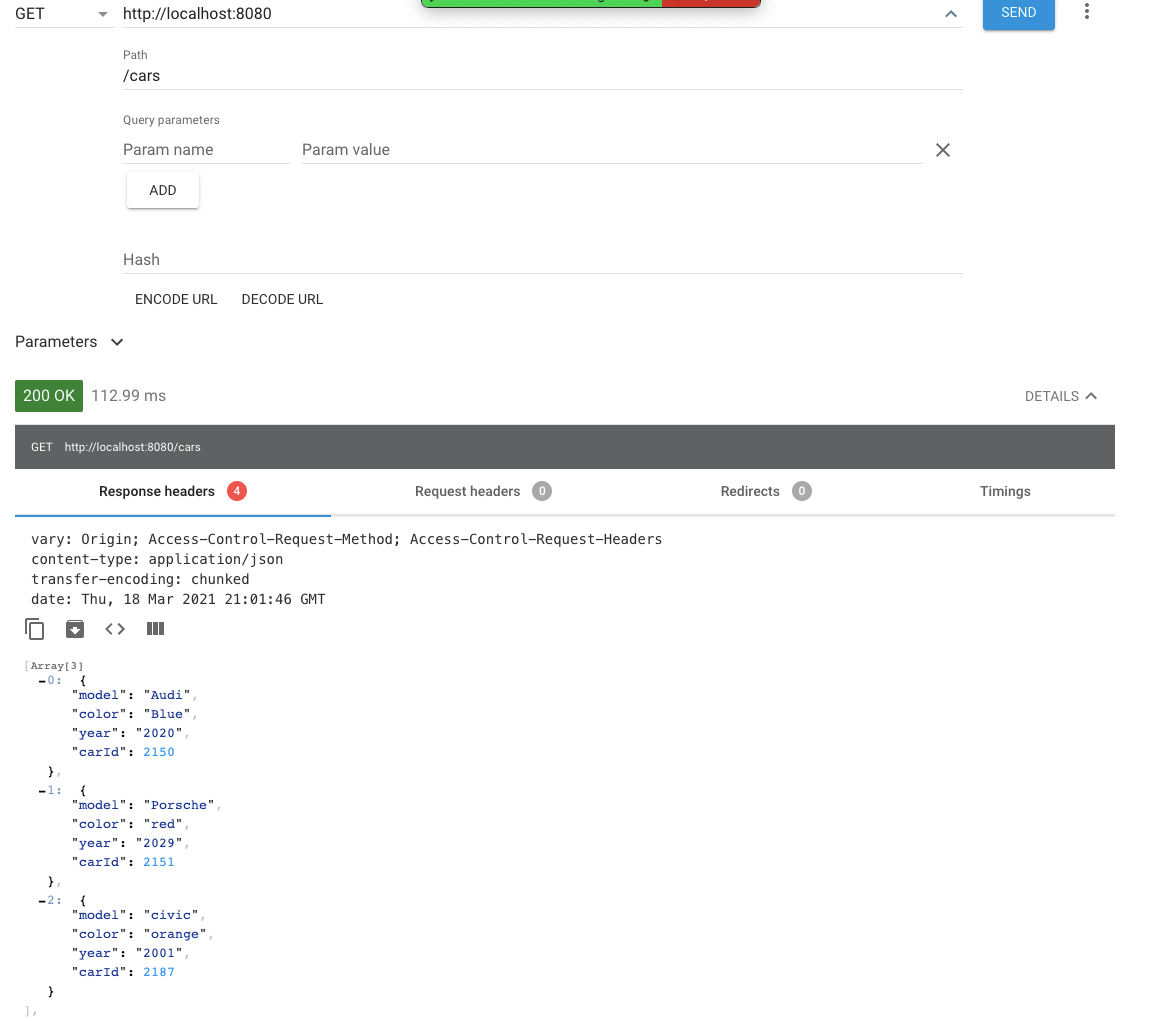 GET http://localhost:8080 SEND
Path
/cars
Query parameters
Param name Param value
ADD
Hash
ENCODE URL DECODE URL
Parameters
200 OK 112.99 ms DETAILS
GET http://localhost:8080/cars
Response headers 4 Request headers 0 Redirects 0 Timings
vary: Origin; Access-Control-Request-Method; Access-Control-Request-Headers
content-type: application/json
transfer-encoding: chunked
date: Thu, 18 Mar 2021 21:01:46 GMT
[Array[3]
-0: {
"model": "Audi",
"color": "Blue",
"year": "2020",
"carId": 2150
},
-1: {
"model": "Porsche",
"color": "red",
"year": "2029",
"carId": 2151
},
-2: {
"model": "civic",
"color": "orange",
"year": "2001",
"carId": 2187
}
],